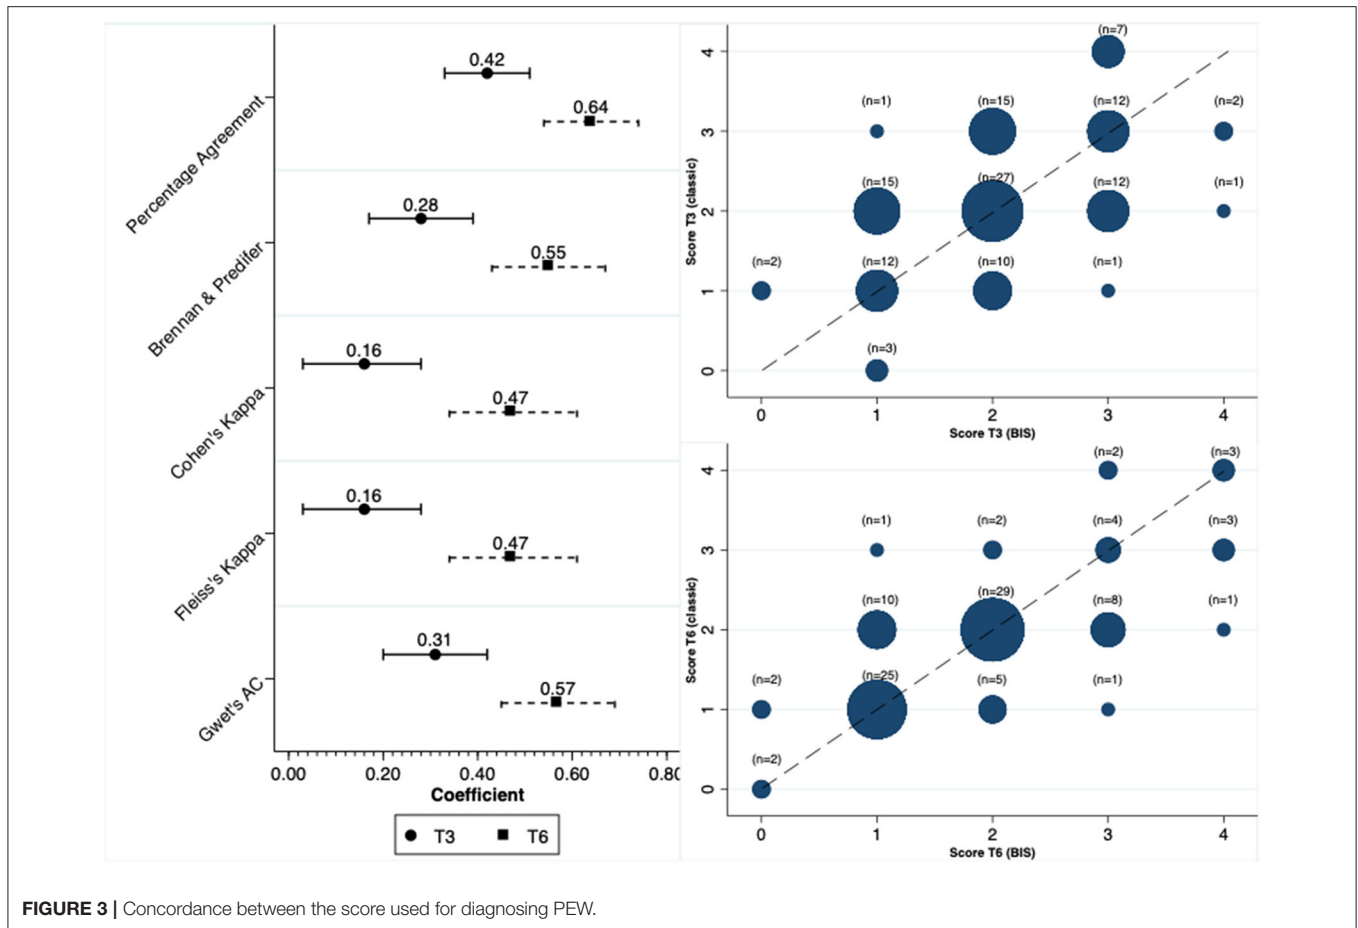 Percentage Agreement
0.42
0.64
Brennan & Predifer
0.28
0.55
Cohen's Kappa
0.16
0.47
Fleiss's Kappa
0.16
0.47
Gwet's AC
0.31
0.57
0.00 0.20 0.40 0.60 0.80
Coefficient
T3 T6
Score T3 (classic)
4
3
2
1
0
(n=7)
(n=1) (n=15) (n=12) (n=2)
(n=15) (n=27) (n=12) (n=1)
(n=2) (n=12) (n=10) (n=1)
(n=3)
0 1 2 3 4
Score T3 (BIS)
Score T6 (classic)
4
3
2
1
0
(n=2) (n=3)
(n=1) (n=2) (n=4) (n=3)
(n=10) (n=29) (n=8) (n=1)
(n=2) (n=25) (n=5) (n=1)
(n=2)
0 1 2 3 4
Score T6 (BIS)
FIGURE 3 | Concordance between the score used for diagnosing PEW.